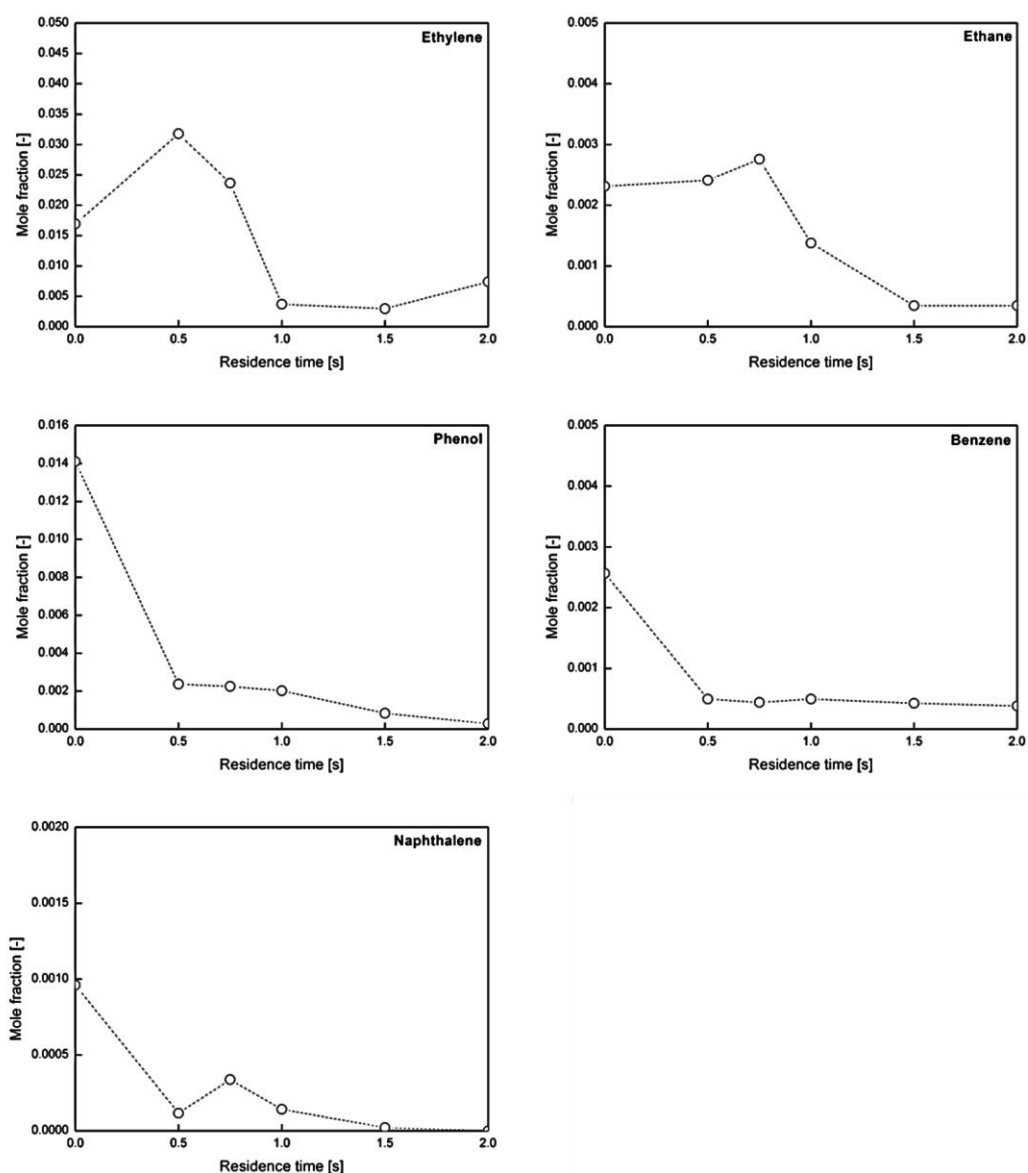 Ethylene
Mole fraction [-]
0.050
0.045
0.040
0.035
0.030
0.025
0.020
0.015
0.010
0.005
0.000
0.0 0.5 1.0 1.5 2.0
Residence time [s]
Ethane
Mole fraction [-]
0.005
0.004
0.003
0.002
0.001
0.000
0.0 0.5 1.0 1.5 2.0
Residence time [s]
Phenol
Mole fraction [-]
0.016
0.014
0.012
0.010
0.008
0.006
0.004
0.002
0.000
0.0 0.5 1.0 1.5 2.0
Residence time [s]
Benzene
Mole fraction [-]
0.005
0.004
0.003
0.002
0.001
0.000
0.0 0.5 1.0 1.5 2.0
Residence time [s]
Naphthalene
Mole fraction [-]
0.0020
0.0015
0.0010
0.0005
0.0000
0.0 0.5 1.0 1.5 2.0
Residence time [s]